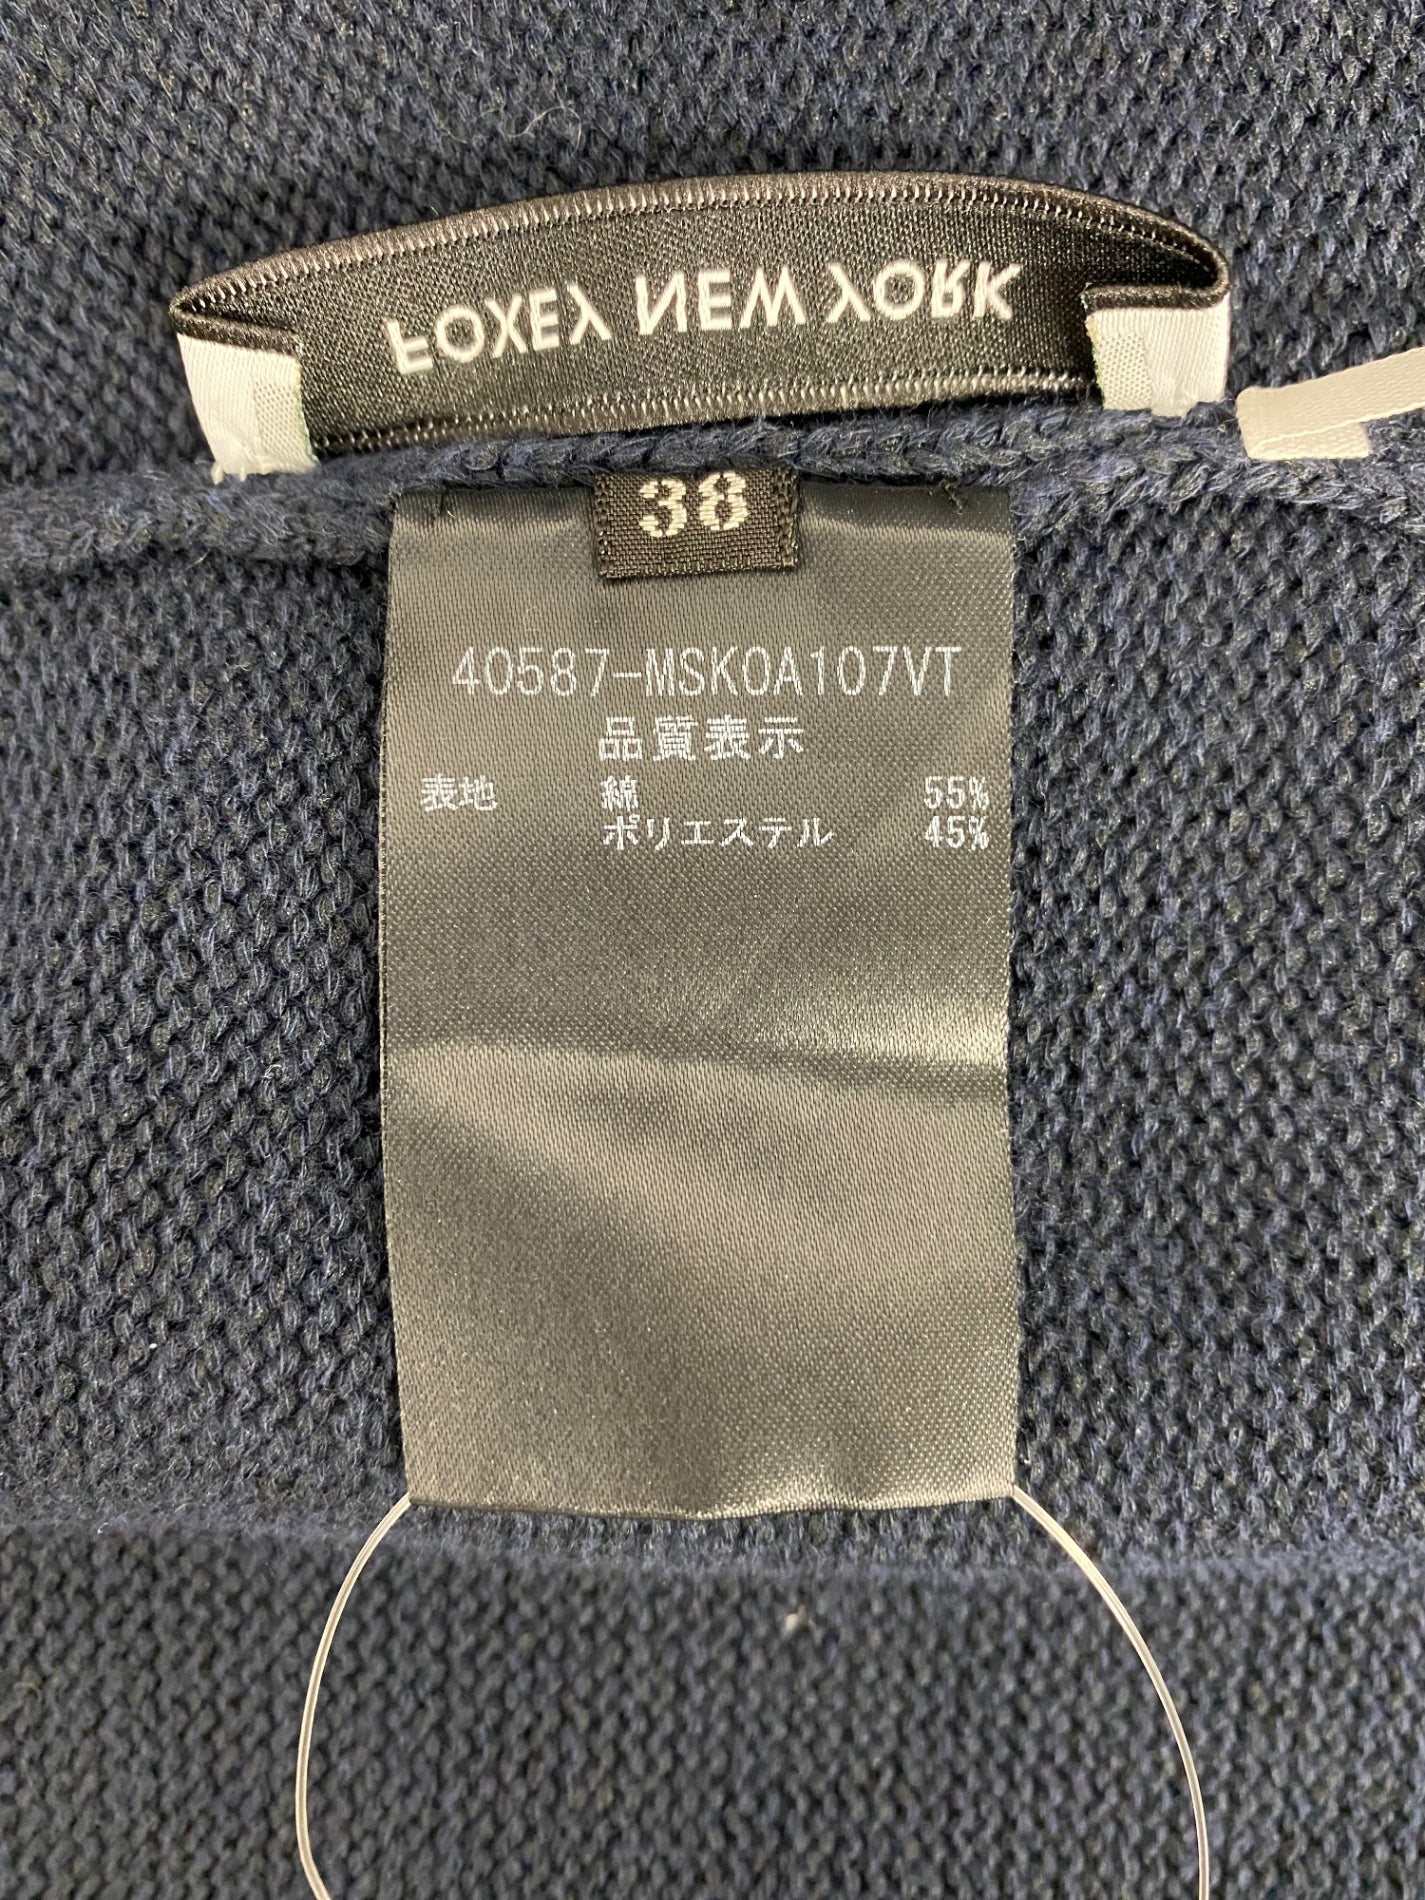 FOXEY NEW YORK
38
40587-MSK0A107VT
品質表示
表地 綿 55%
ポリエステル 45%